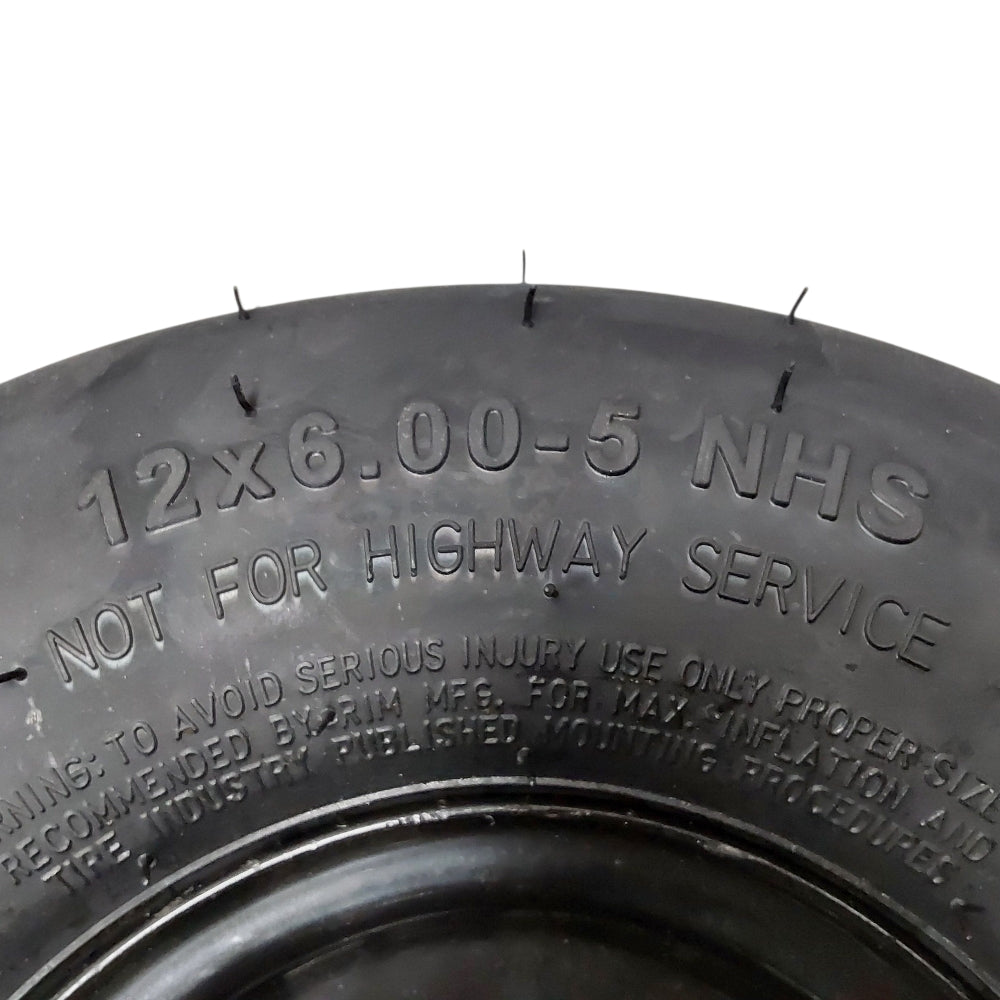 12x6.00-5 NHS
NOT FOR HIGHWAY SERVICE
RNING: TO AVOID SERIOUS INJURY USE ONLY PROPER SIZE
RECOMMENDED BY RIM MFG. FOR MAX. INFLATION AND
TIRE INDUSTRY PUBLISHED MOUNTING PROCEDURES